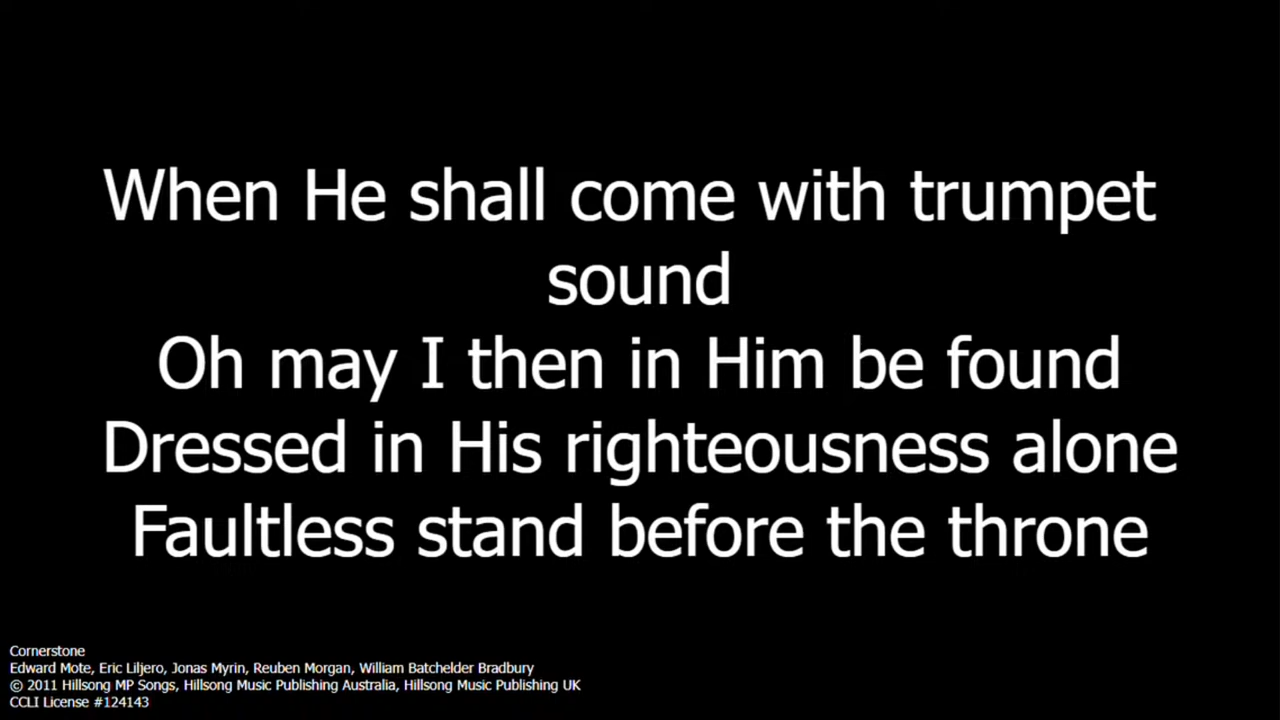 When He shall come with trumpet
sound
Oh may I then in Him be found
Dressed in His righteousness alone
Faultless stand before the throne
Cornerstone
Edward Mote, Eric Liljero, Jonas Myrin, Reuben Morgan, William Batchelder Bradbury
© 2011 Hillsong MP Songs, Hillsong Music Publishing Australia, Hillsong Music Publishing UK
CCLI License #124143